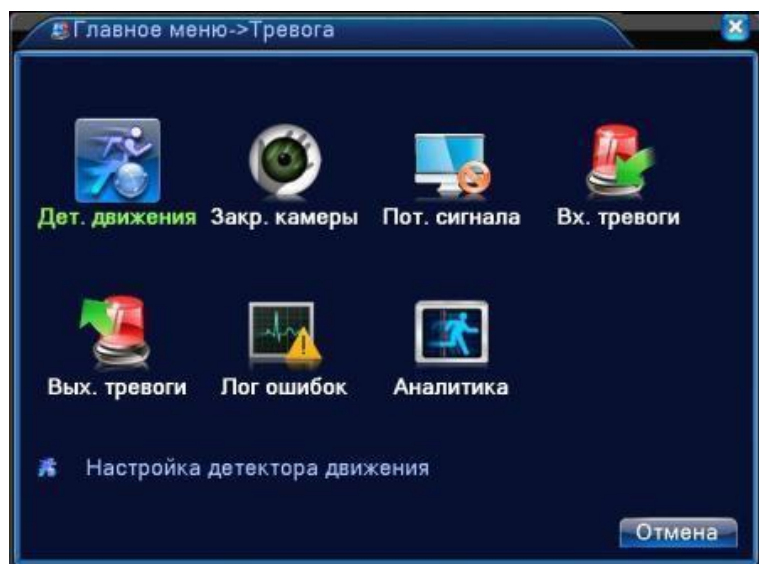 Главное меню->Тревога
Дет. движения Закр. камеры Пот. сигнала Вх. тревоги
Вых. тревоги Лог ошибок Аналитика
Настройка детектора движения
Отмена